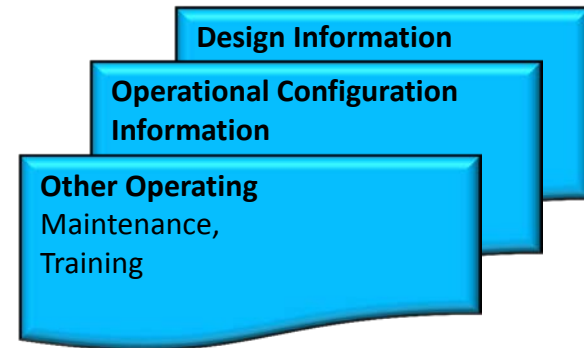 Design Information
Operational Configuration
Information
Other Operating
Maintenance,
Training